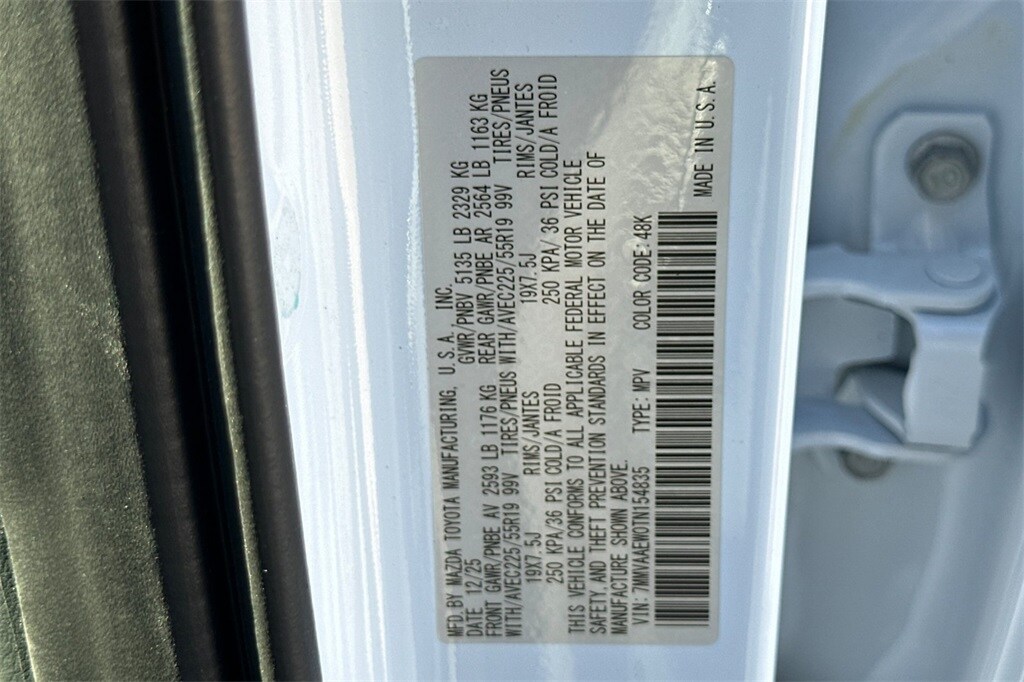 MFD. BY MAZDA TOYOTA MANUFACTURING, U.S.A., INC.
DATE 12/25 GVWR/PNBV 5135 LB 2329 KG
FRONT GAWR/PNBE AV 2593 LB 1176 KG REAR GAWR/PNBE AR 2564 LB 1163 KG
WITH/AVEC225/55R19 99V TIRES/PNEUS WITH/AVEC225/55R19 99V TIRES/PNEUS
19X7.5J RIMS/JANTES 19X7.5J RIMS/JANTES
250 KPA/36 PSI COLD/A FROID 250 KPA/ 36 PSI COLD/A FROID
THIS VEHICLE CONFORMS TO ALL APPLICABLE FEDERAL MOTOR VEHICLE
SAFETY, AND THEFT PREVENTION STANDARDS IN EFFECT ON THE DATE OF
MANUFACTURE SHOWN ABOVE.
VIN: 7MMVAAEW0TN154835 TYPE: MPV COLOR CODE: 48K
MADE IN U.S.A.